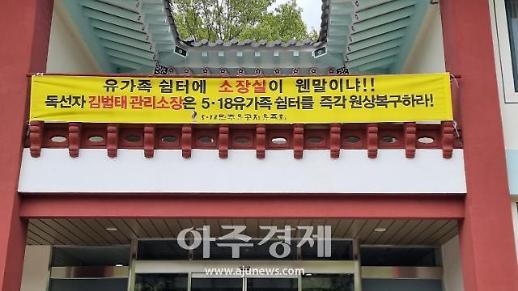 유가족 쉼터에 소장실이 웬말이냐!!
독선자 김범태 관리소장은 5·18유가족 쉼터를 즉각 원상복구하라!
아주경제
www.ajunews.com